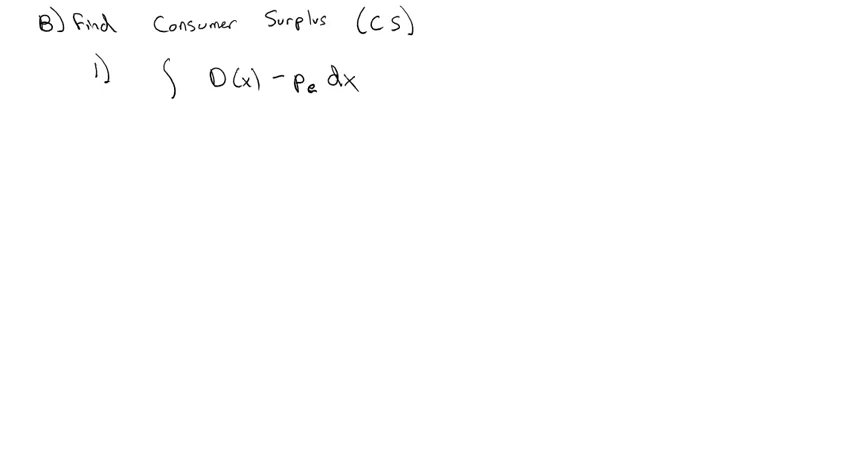 B) Find Consumer Surplus (CS)
1) ∫ D(x) - pₑ dx